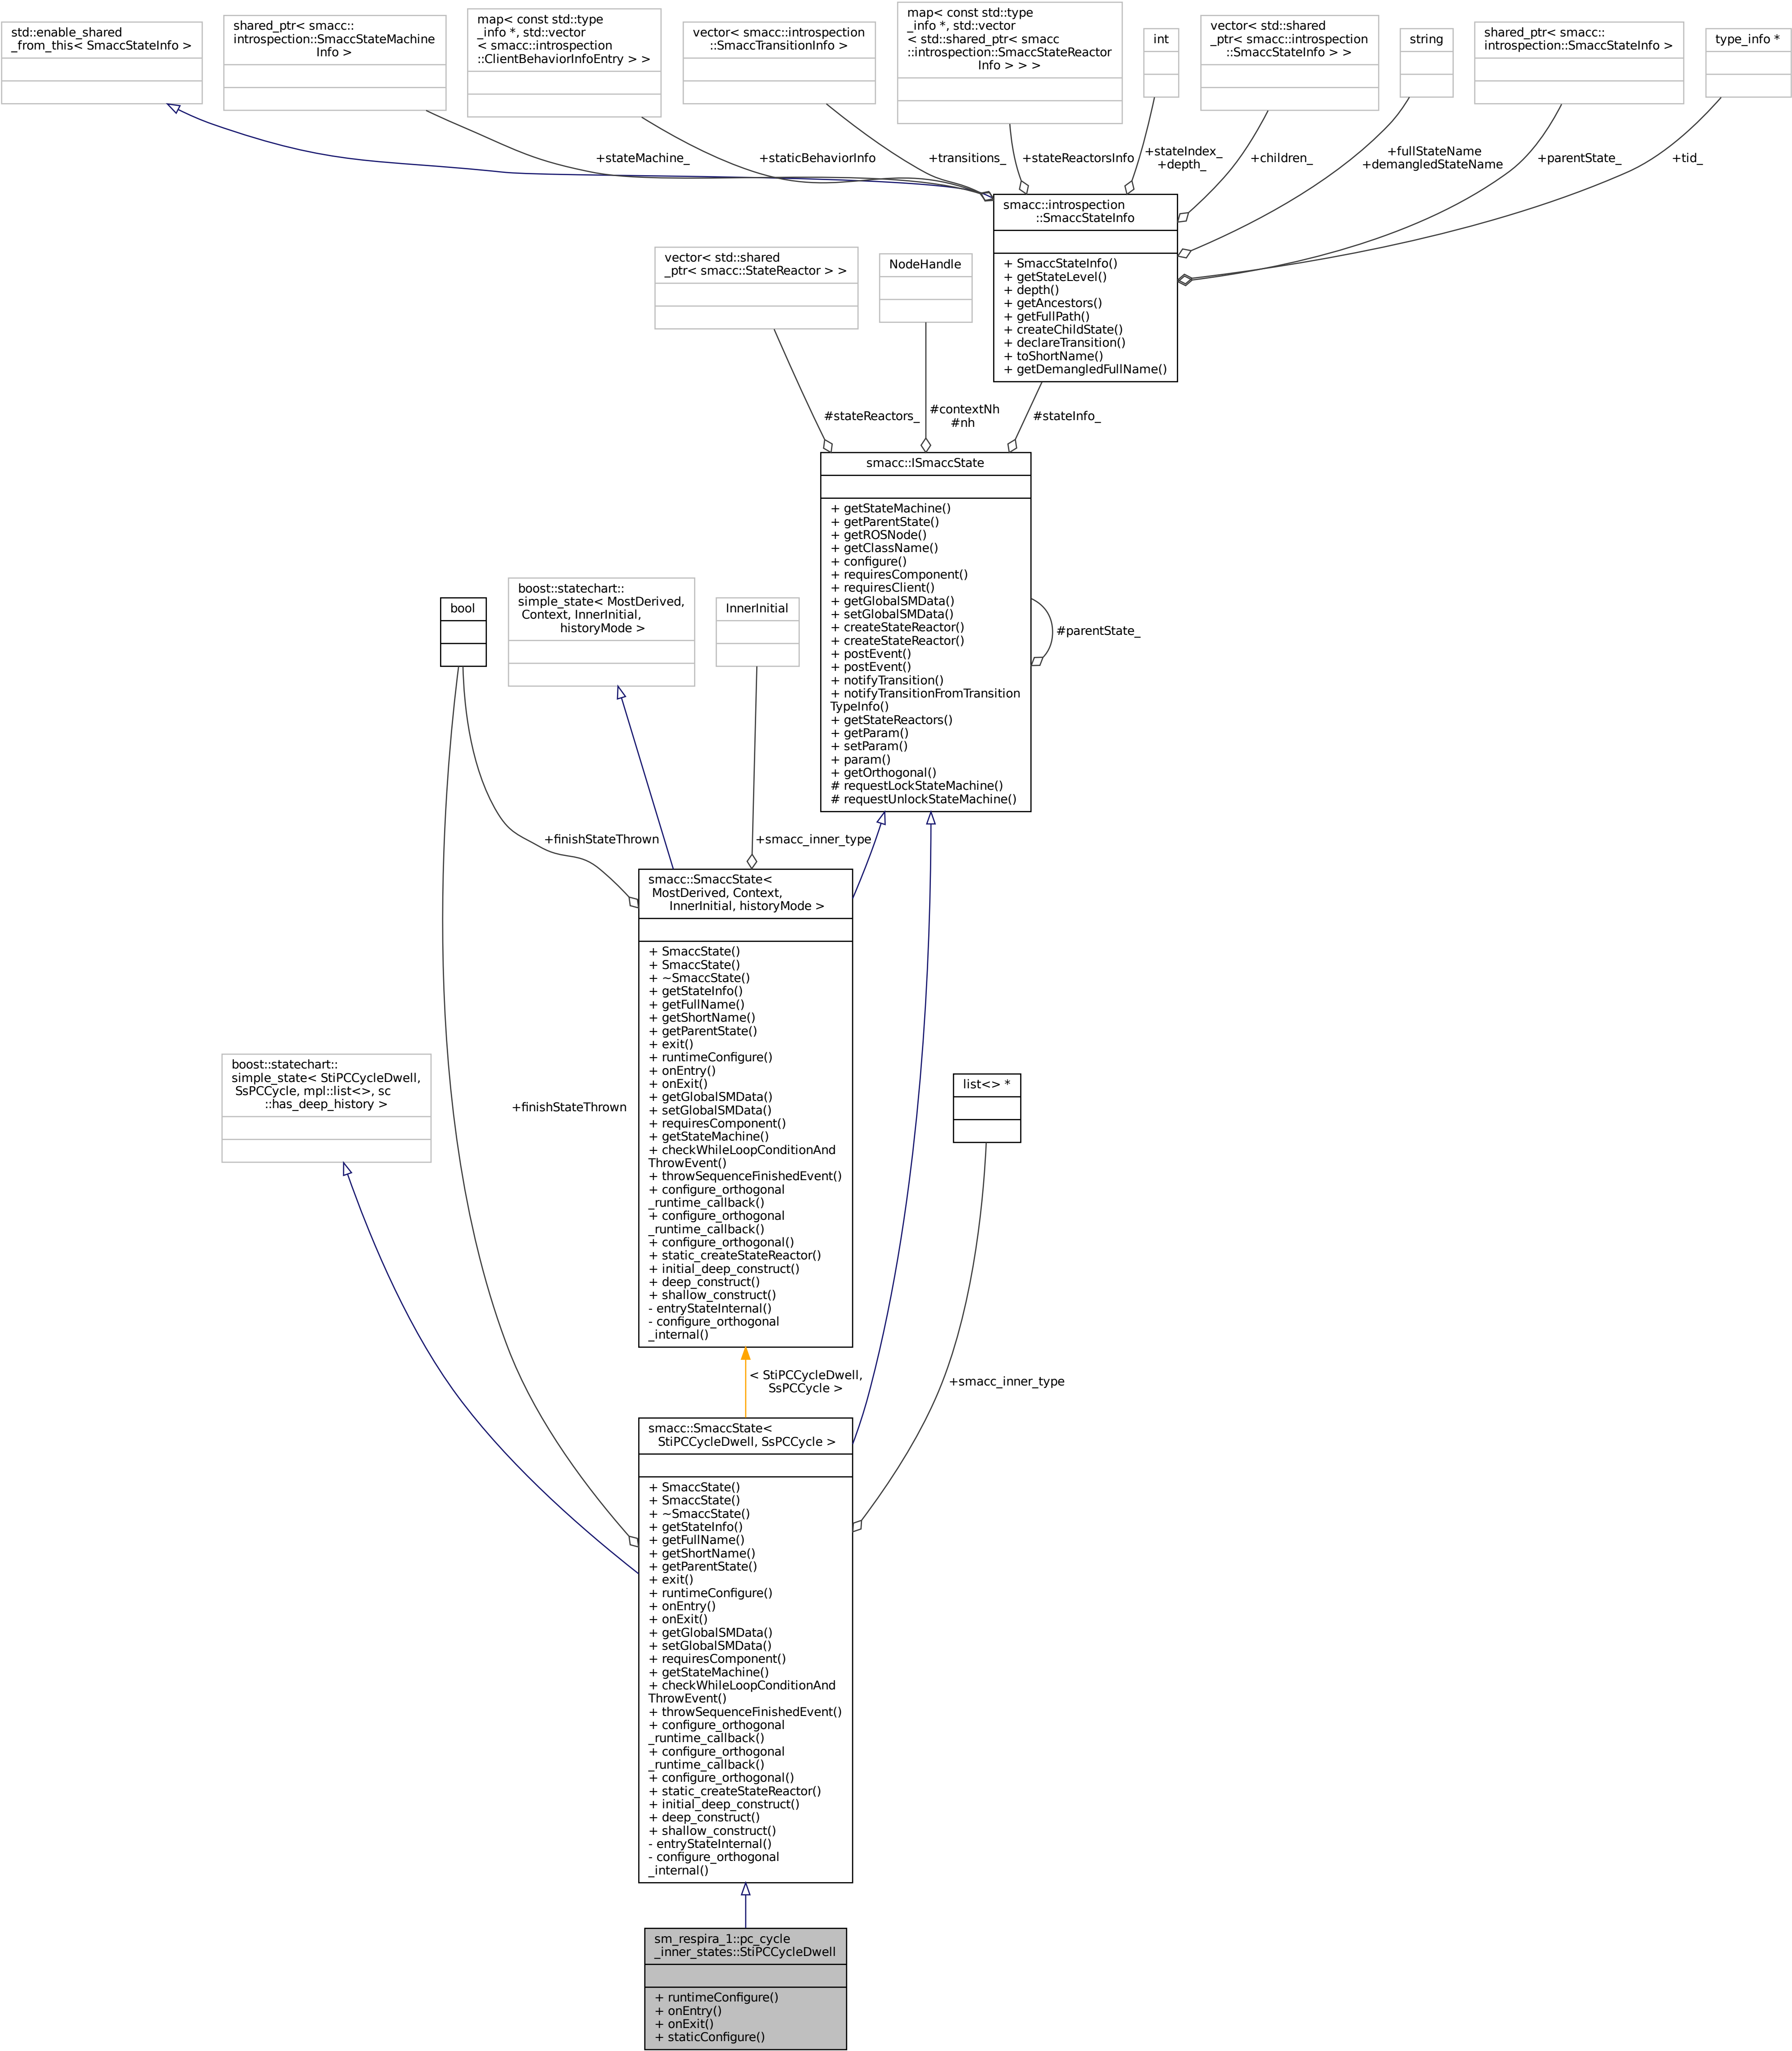 std::enable_shared
_from_this< SmaccStateInfo >
shared_ptr< smacc::
introspection::SmaccStateMachine
Info >
map< const std::type
_info *, std::vector
< smacc::introspection
::ClientBehaviorInfoEntry > >
vector< smacc::introspection
::SmaccTransitionInfo >
map< const std::type
_info *, std::vector
< std::shared_ptr< smacc
::introspection::SmaccStateReactor
Info > > >
int
vector< std::shared
_ptr< smacc::introspection
::SmaccStateInfo > >
string
shared_ptr< smacc::
introspection::SmaccStateInfo >
type_info *
+stateMachine_
+staticBehaviorInfo
+transitions_
+stateReactorsInfo
+stateIndex_
+depth_
+children_
+fullStateName
+demangledStateName
+parentState_
+tid_
smacc::introspection
::SmaccStateInfo
+ SmaccStateInfo()
+ getStateLevel()
+ depth()
+ getAncestors()
+ getFullPath()
+ createChildState()
+ declareTransition()
+ toShortName()
+ getDemangledFullName()
vector< std::shared
_ptr< smacc::StateReactor > >
NodeHandle
#stateReactors_
#contextNh
#nh
#stateInfo_
smacc::ISmaccState
+ getStateMachine()
+ getParentState()
+ getROSNode()
+ getClassName()
+ configure()
+ requiresComponent()
+ requiresClient()
+ getGlobalSMData()
+ setGlobalSMData()
+ createStateReactor()
+ createStateReactor()
+ postEvent()
+ postEvent()
+ notifyTransition()
+ notifyTransitionFromTransition
TypeInfo()
+ getStateReactors()
+ getParam()
+ setParam()
+ param()
+ getOrthogonal()
# requestLockStateMachine()
# requestUnlockStateMachine()
#parentState_
bool
boost::statechart::
simple_state< MostDerived,
Context, InnerInitial,
historyMode >
InnerInitial
+finishStateThrown
+smacc_inner_type
smacc::SmaccState<
MostDerived, Context,
InnerInitial, historyMode >
+ SmaccState()
+ SmaccState()
+ ~SmaccState()
+ getStateInfo()
+ getFullName()
+ getShortName()
+ getParentState()
+ exit()
+ runtimeConfigure()
+ onEntry()
+ onExit()
+ getGlobalSMData()
+ setGlobalSMData()
+ requiresComponent()
+ getStateMachine()
+ checkWhileLoopConditionAnd
ThrowEvent()
+ throwSequenceFinishedEvent()
+ configure_orthogonal
_runtime_callback()
+ configure_orthogonal
_runtime_callback()
+ configure_orthogonal()
+ static_createStateReactor()
+ initial_deep_construct()
+ deep_construct()
+ shallow_construct()
- entryStateInternal()
- configure_orthogonal
_internal()
boost::statechart::
simple_state< StiPCCycleDwell,
SsPCCycle, mpl::list<>, sc
::has_deep_history >
+finishStateThrown
list<> *
< StiPCCycleDwell,
SsPCCycle >
+smacc_inner_type
smacc::SmaccState<
StiPCCycleDwell, SsPCCycle >
+ SmaccState()
+ SmaccState()
+ ~SmaccState()
+ getStateInfo()
+ getFullName()
+ getShortName()
+ getParentState()
+ exit()
+ runtimeConfigure()
+ onEntry()
+ onExit()
+ getGlobalSMData()
+ setGlobalSMData()
+ requiresComponent()
+ getStateMachine()
+ checkWhileLoopConditionAnd
ThrowEvent()
+ throwSequenceFinishedEvent()
+ configure_orthogonal
_runtime_callback()
+ configure_orthogonal
_runtime_callback()
+ configure_orthogonal()
+ static_createStateReactor()
+ initial_deep_construct()
+ deep_construct()
+ shallow_construct()
- entryStateInternal()
- configure_orthogonal
_internal()
sm_respira_1::pc_cycle
_inner_states::StiPCCycleDwell
+ runtimeConfigure()
+ onEntry()
+ onExit()
+ staticConfigure()